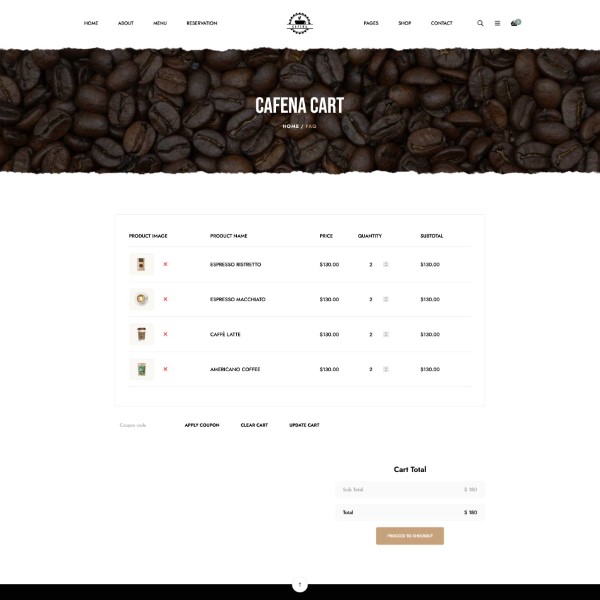 HOME ABOUT MENU RESERVATION PAGES SHOP CONTACT
CAFENA CART
HOME / FAQ
PRODUCT IMAGE PRODUCT NAME PRICE QUANTITY SUBTOTAL
× ESPRESSO RISTRETTO $130.00 2 $130.00
× ESPRESSO MACCHIATO $130.00 2 $130.00
× CAFFÈ LATTE $130.00 2 $130.00
× AMERICANO COFFEE $130.00 2 $130.00
Coupon code APPLY COUPON CLEAR CART UPDATE CART
Cart Total
Sub Total $ 180
Total $ 180
PROCEED TO CHECKOUT